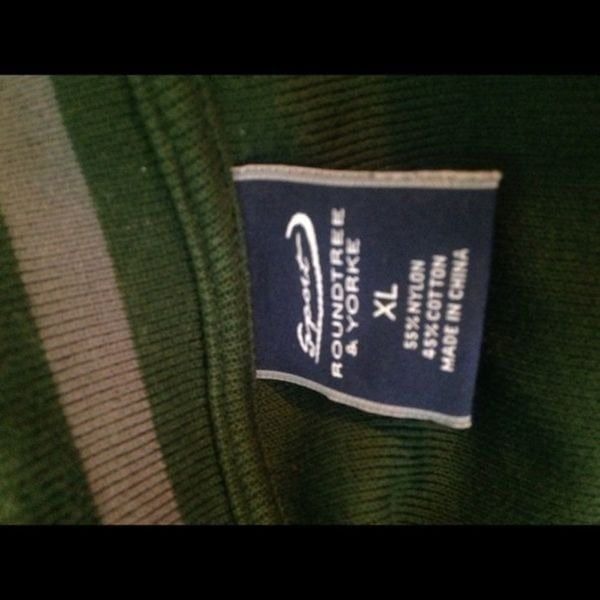 Sport
ROUNDTREE
& YORKE
XL
55% NYLON
45% COTTON
MADE IN CHINA